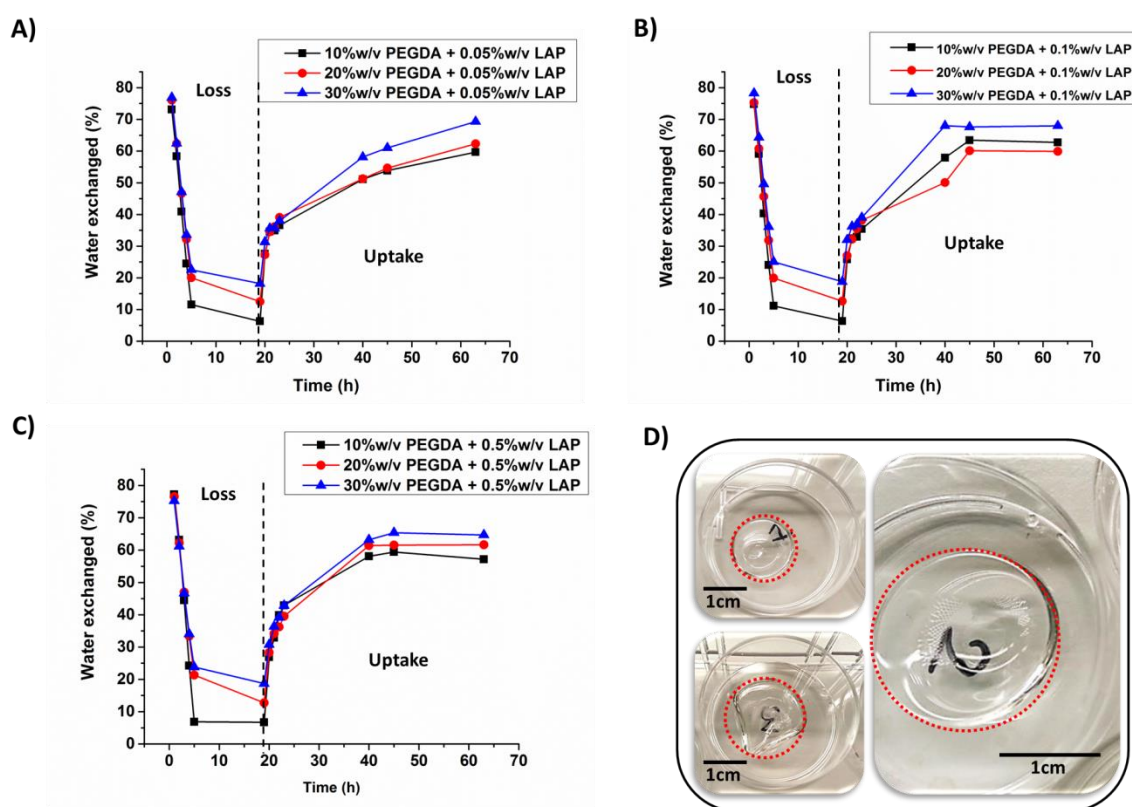 A)
10%w/v PEGDA + 0.05%w/v LAP
20%w/v PEGDA + 0.05%w/v LAP
30%w/v PEGDA + 0.05%w/v LAP
Loss
Uptake
Water exchanged (%)
80
70
60
50
40
30
20
10
0
0 10 20 30 40 50 60 70
Time (h)
B)
10%w/v PEGDA + 0.1%w/v LAP
20%w/v PEGDA + 0.1%w/v LAP
30%w/v PEGDA + 0.1%w/v LAP
Loss
Uptake
Water exchanged (%)
80
70
60
50
40
30
20
10
0
0 10 20 30 40 50 60 70
Time (h)
C)
10%w/v PEGDA + 0.5%w/v LAP
20%w/v PEGDA + 0.5%w/v LAP
30%w/v PEGDA + 0.5%w/v LAP
Loss
Uptake
Water exchanged (%)
80
70
60
50
40
30
20
10
0
0 10 20 30 40 50 60 70
Time (h)
D)
1cm
1cm
1cm